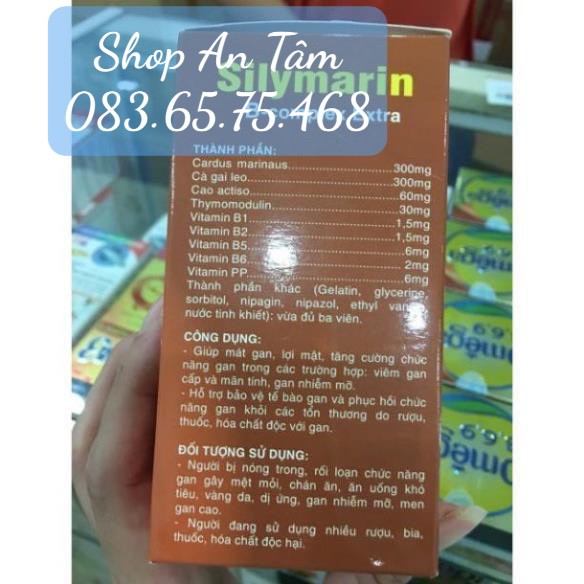 Shop An Tâm
083.65.75.468
Silymarin
B-complex Extra
THÀNH PHẦN:
Cardus marinaus 300mg
Cà gai leo 300mg
Cao actiso 60mg
Thymomodulin 30mg
Vitamin B1 1,5mg
Vitamin B2 1,5mg
Vitamin B5 6mg
Vitamin B6 2mg
Vitamin PP 6mg
Thành phần khác (Gelatin, glycerine,
sorbitol, nipagin, nipazol, ethyl
nước tinh khiết): vừa đủ ba viên.
CÔNG DỤNG:
- Giúp mát gan, lợi mật, tăng cường chức
năng gan trong các trường hợp: viêm gan
cấp và mãn tính, gan nhiễm mỡ.
- Hỗ trợ bảo vệ tế bào gan và phục hồi chức
năng gan khỏi các tổn thương do rượu,
thuốc, hóa chất độc với gan.
ĐỐI TƯỢNG SỬ DỤNG:
- Người bị nóng trong, rối loạn chức năng
gan gây mệt mỏi, chán ăn, ăn uống khó
tiêu, vàng da, dị ứng, gan nhiễm mỡ, men
gan cao.
- Người đang sử dụng nhiều rượu, bia,
thuốc, hóa chất độc hại.